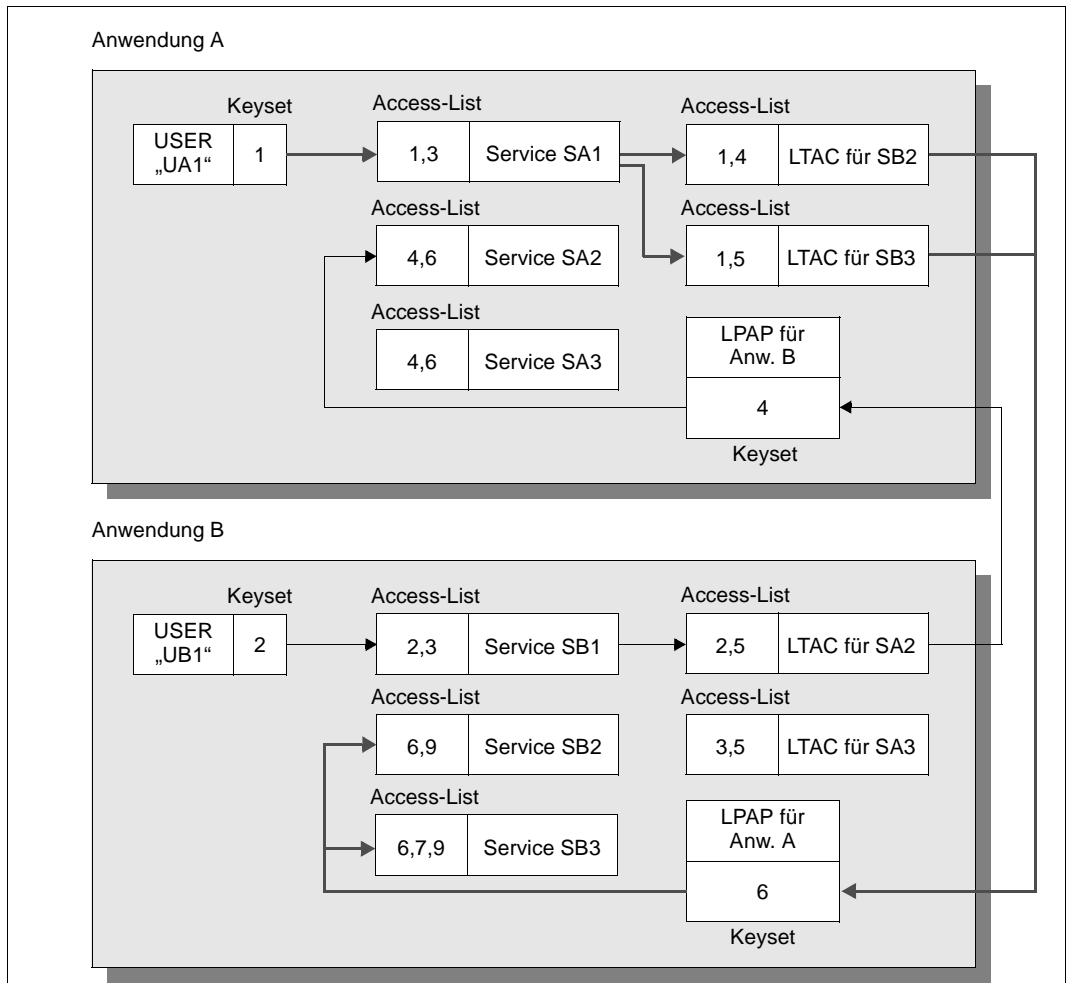 Anwendung A
Keyset
Access-List
Access-List
USER
„UA1“
1
1,3
Service SA1
1,4
LTAC für SB2
Access-List
Access-List
4,6
Service SA2
1,5
LTAC für SB3
Access-List
4,6
Service SA3
LPAP für
Anw. B
4
Keyset
Anwendung B
Keyset
Access-List
Access-List
USER
„UB1“
2
2,3
Service SB1
2,5
LTAC für SA2
Access-List
Access-List
6,9
Service SB2
3,5
LTAC für SA3
Access-List
6,7,9
Service SB3
LPAP für
Anw. A
6
Keyset